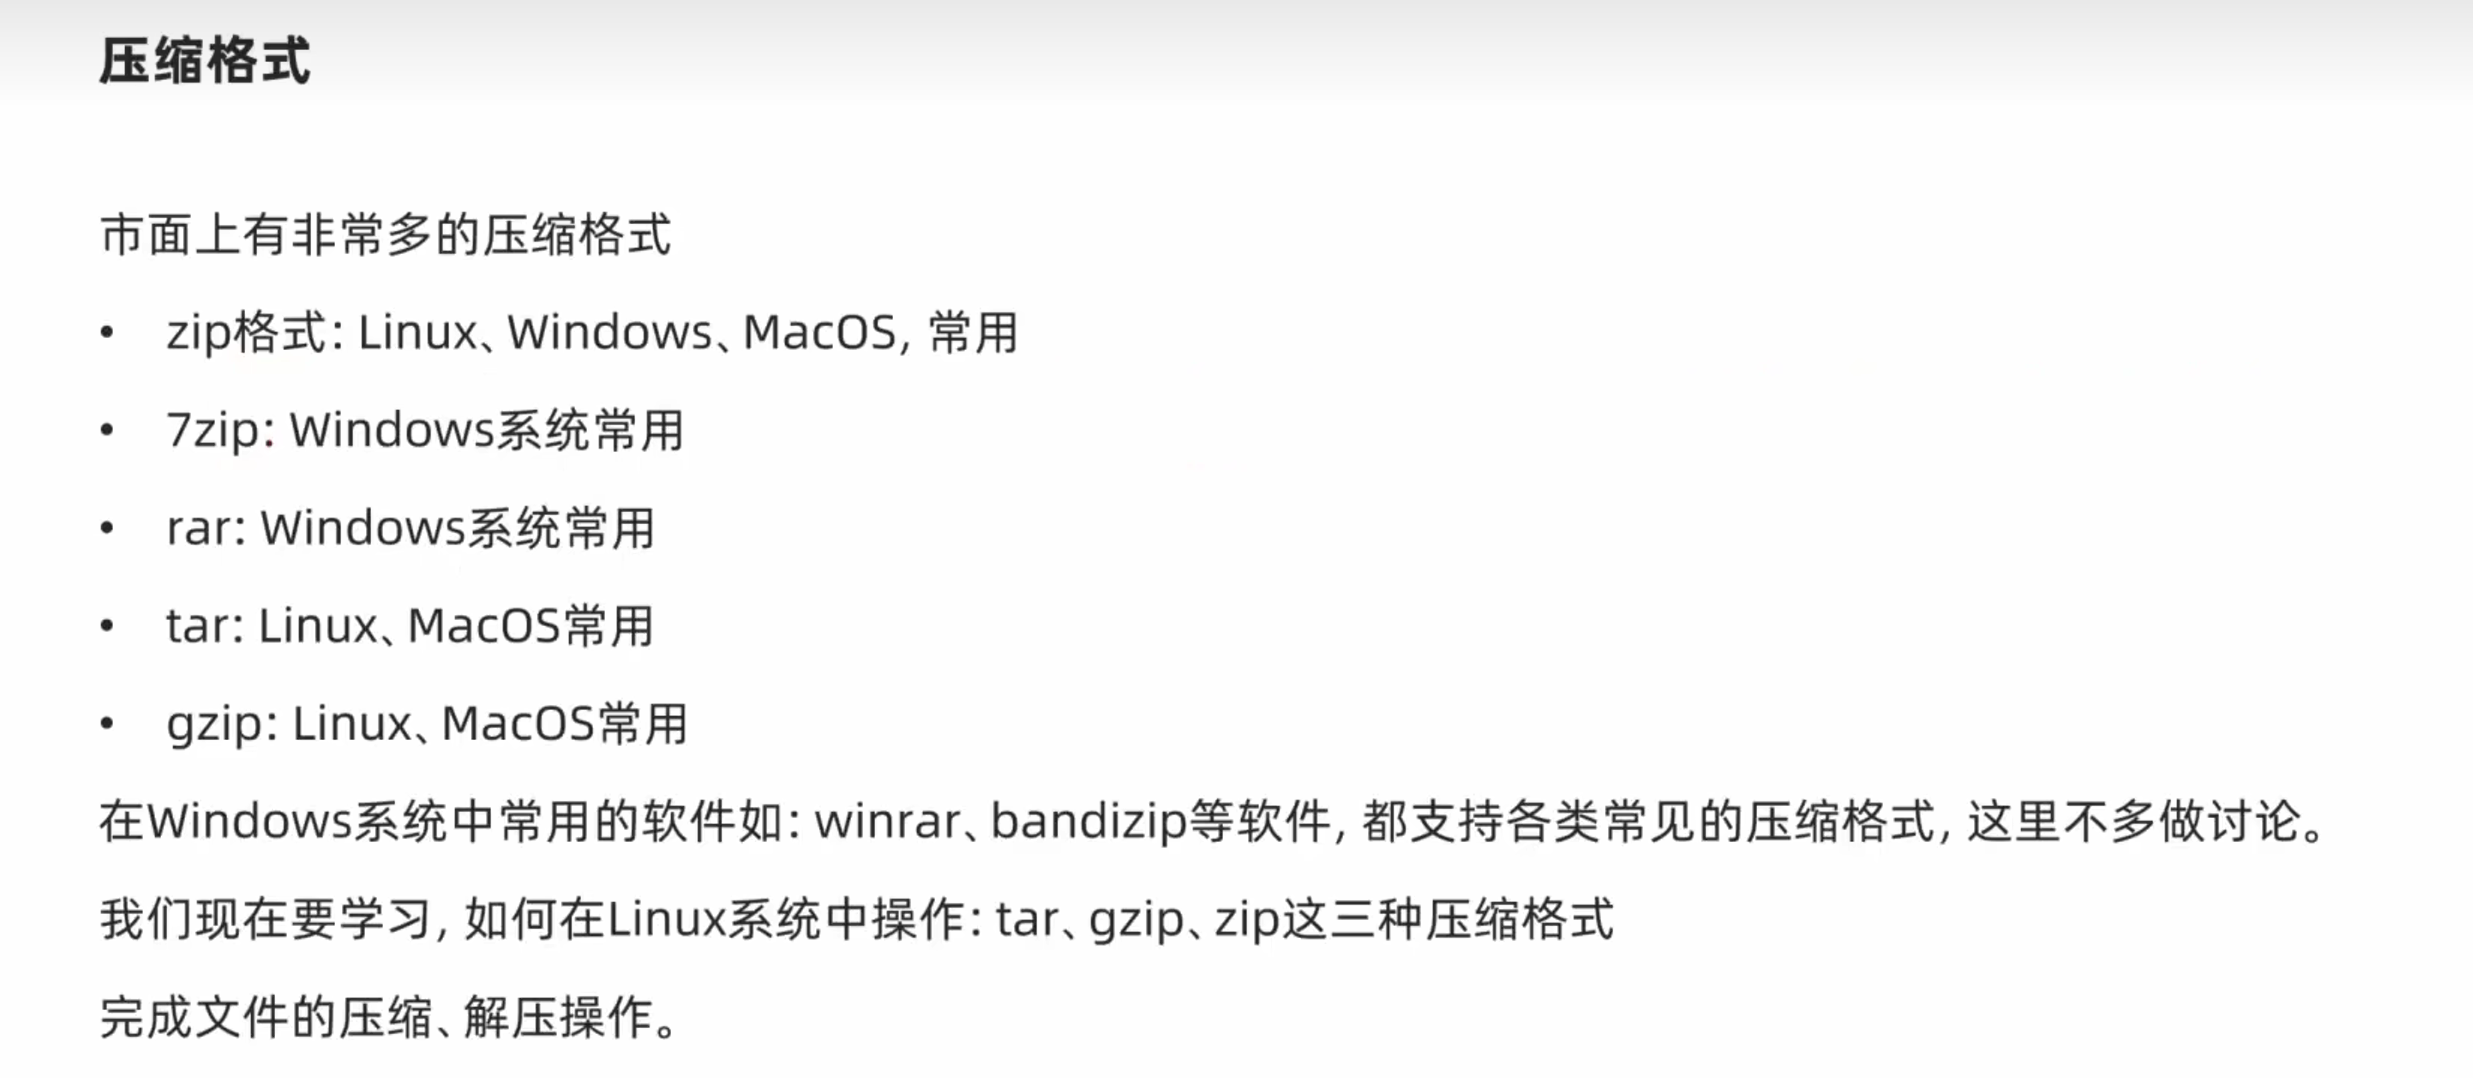 压缩格式
市面上有非常多的压缩格式
• zip格式：Linux、Windows、MacOS，常用
• 7zip：Windows系统常用
• rar：Windows系统常用
• tar：Linux、MacOS常用
• gzip：Linux、MacOS常用
在Windows系统中常用的软件如：winrar、bandizip等软件，都支持各类常见的压缩格式，这里不多做讨论。
我们现在要学习，如何在Linux系统中操作：tar、gzip、zip这三种压缩格式
完成文件的压缩、解压操作。